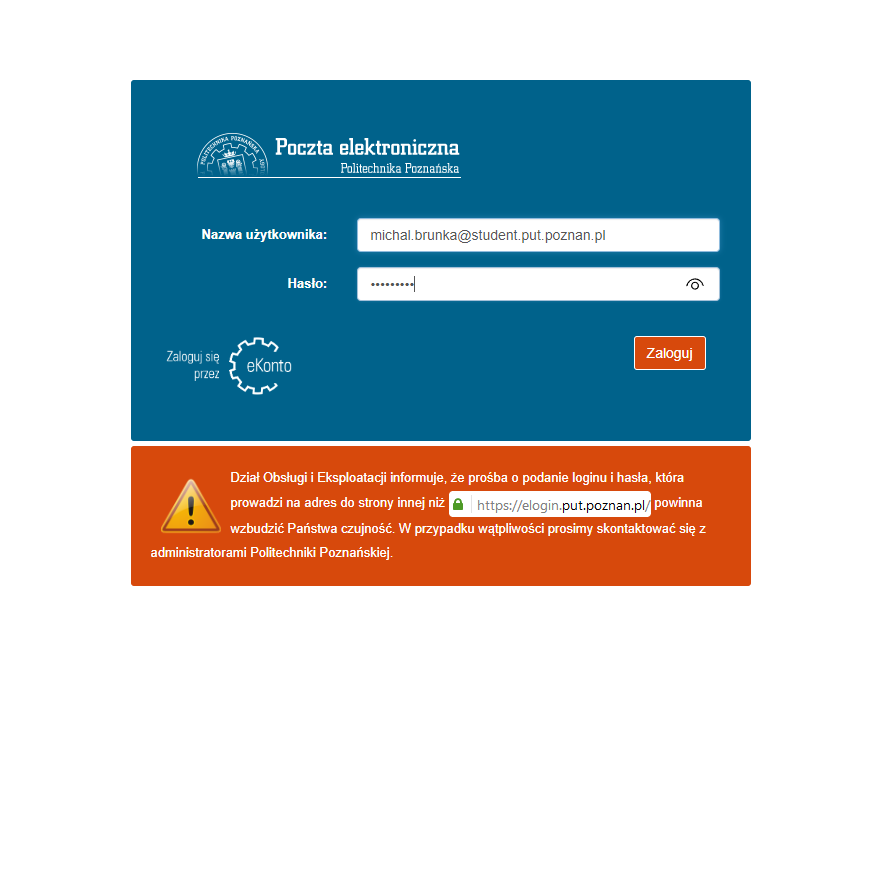 POLITECHNIKA POZNAŃSKA
Poczta elektroniczna
Politechnika Poznańska
Nazwa użytkownika:
michal.brunka@student.put.poznan.pl
Hasło:
•••••••••
Zaloguj się
przez
eKonto
Zaloguj
Dział Obsługi i Eksploatacji informuje, że prośba o podanie loginu i hasła, która
prowadzi na adres do strony innej niż https://elogin.put.poznan.pl/ powinna
wzbudzić Państwa czujność. W przypadku wątpliwości prosimy skontaktować się z
administratorami Politechniki Poznańskiej.